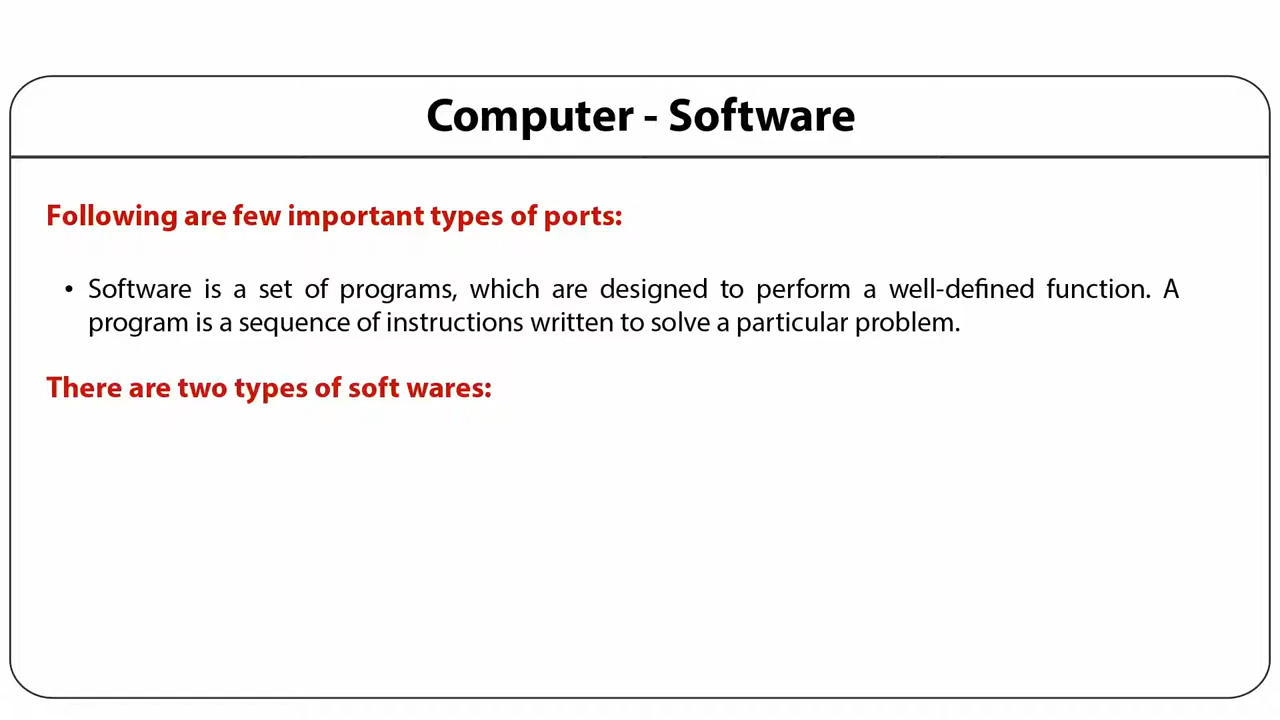 Computer - Software
Following are few important types of ports:
• Software is a set of programs, which are designed to perform a well-defined function. A
program is a sequence of instructions written to solve a particular problem.
There are two types of soft wares: